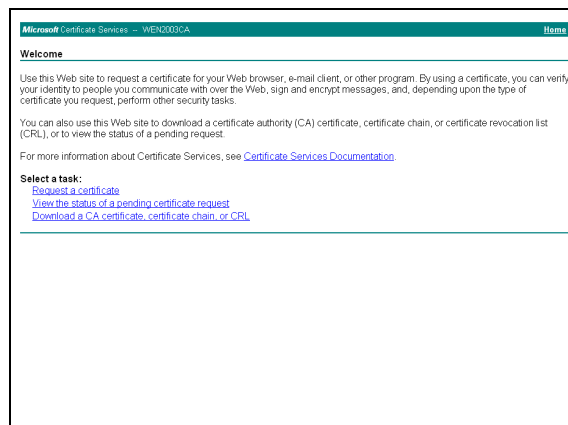 Microsoft Certificate Services -- WEN2003CA Home
Welcome
Use this Web site to request a certificate for your Web browser, e-mail client, or other program. By using a certificate, you can verify
your identity to people you communicate with over the Web, sign and encrypt messages, and, depending upon the type of
certificate you request, perform other security tasks.
You can also use this Web site to download a certificate authority (CA) certificate, certificate chain, or certificate revocation list
(CRL), or to view the status of a pending request.
For more information about Certificate Services, see Certificate Services Documentation.
Select a task:
Request a certificate
View the status of a pending certificate request
Download a CA certificate, certificate chain, or CRL